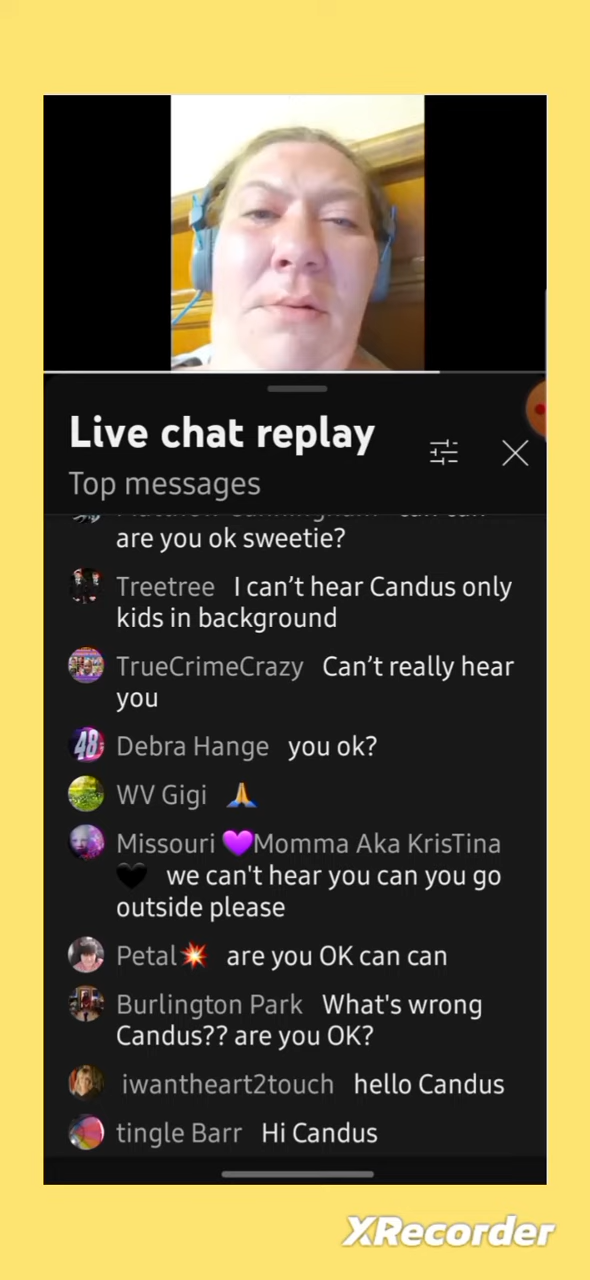 Live chat replay
Top messages
are you ok sweetie?
Treetree I can’t hear Candus only
kids in background
TrueCrimeCrazy Can’t really hear
you
48
Debra Hange you ok?
WV Gigi 🙏
Missouri 💜Momma Aka KrisTina
🖤 we can't hear you can you go
outside please
Petal💥 are you OK can can
Burlington Park What's wrong
Candus?? are you OK?
iwantheart2touch hello Candus
tingle Barr Hi Candus
XRecorder